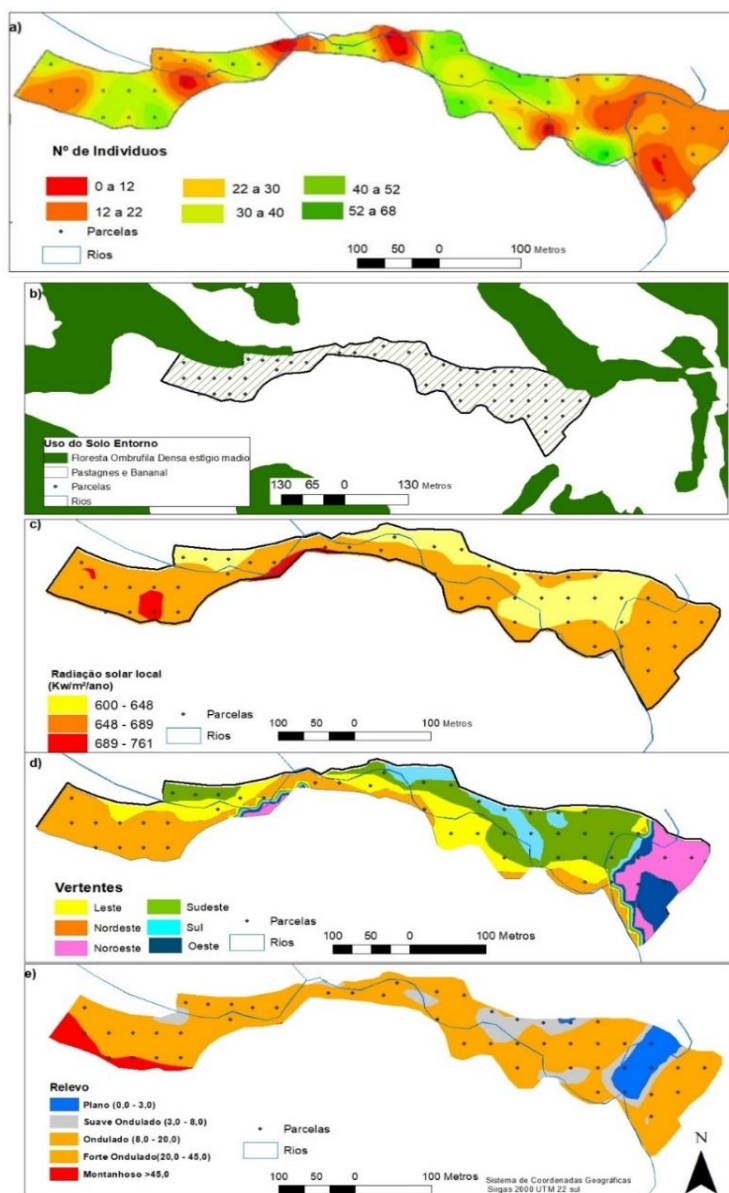 a)
Nº de Individuos
0 a 12
22 a 30
40 a 52
12 a 22
30 a 40
52 a 68
Parcelas
Rios
100 50 0 100 Metros
b)
Uso do Solo Entorno
Floresta Ombrufila Densa estigio madio
Pastagnes e Bananal
Parcelas
Rios
130 65 0 130 Metros
c)
Radiação solar local
(Kw/m²/ano)
600 - 648
648 - 689
689 - 761
Parcelas
Rios
100 50 0 100 Metros
d)
Vertentes
Leste
Sudeste
Nordeste
Sul
Noroeste
Oeste
Parcelas
Rios
100 50 0 100 Metros
e)
Relevo
Plano (0,0 - 3,0)
Suave Ondulado (3,0 - 8,0)
Ondulado (8,0 - 20,0)
Forte Ondulado(20,0 - 45,0)
Montanhoso >45,0
Parcelas
Rios
100 50 0 100 Metros
N
Sistema de Coordenadas Geográficas
Sirgas 2000 UTM 22 sul